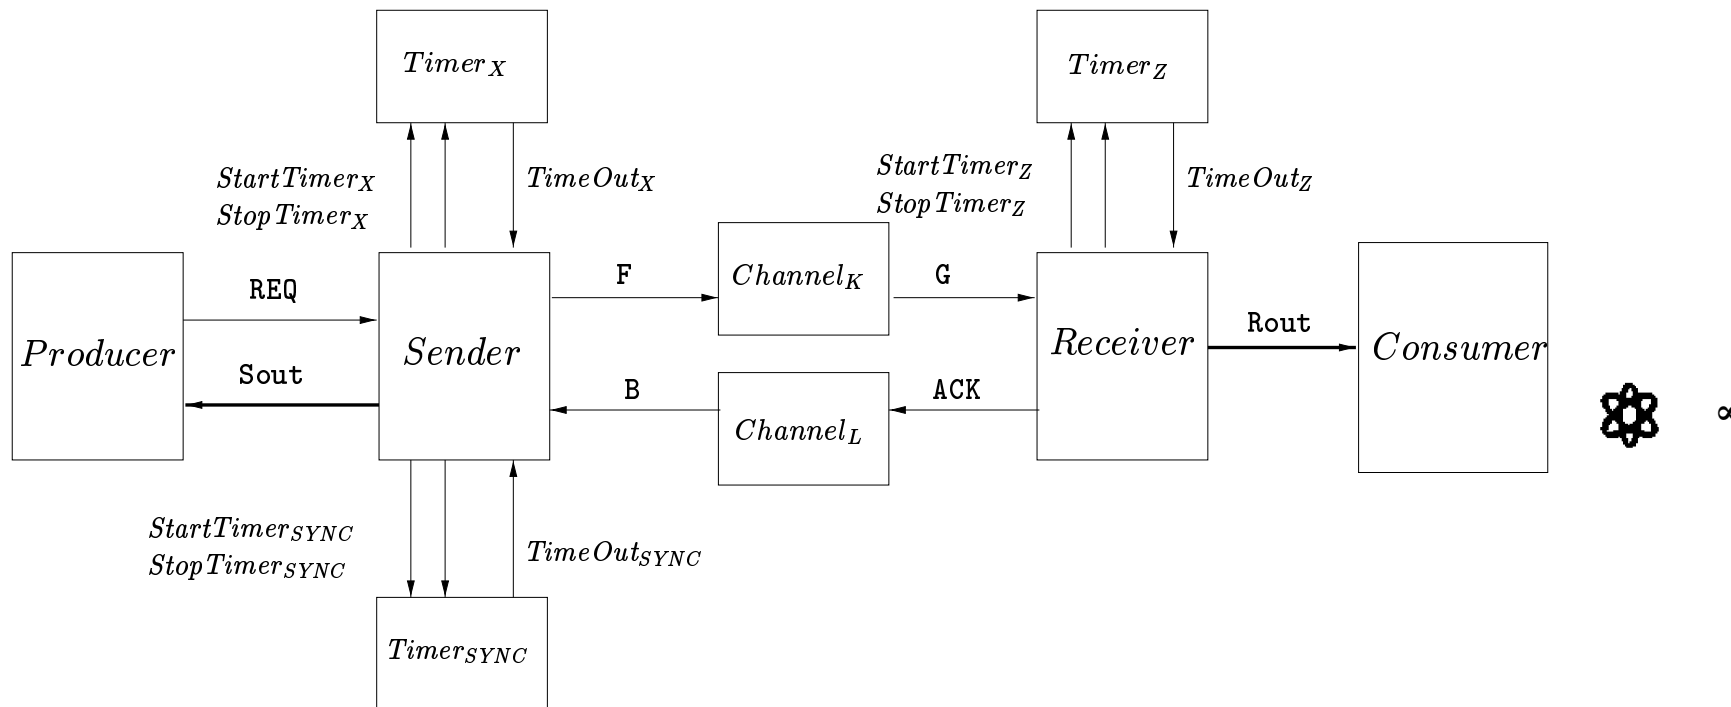 Timer_X
Timer_Z
StartTimer_X
StopTimer_X
TimeOut_X
StartTimer_Z
StopTimer_Z
TimeOut_Z
Producer
REQ
Sout
Sender
F
Channel_K
G
B
Channel_L
ACK
Receiver
Rout
Consumer
∝
StartTimer_SYNC
StopTimer_SYNC
TimeOut_SYNC
Timer_SYNC